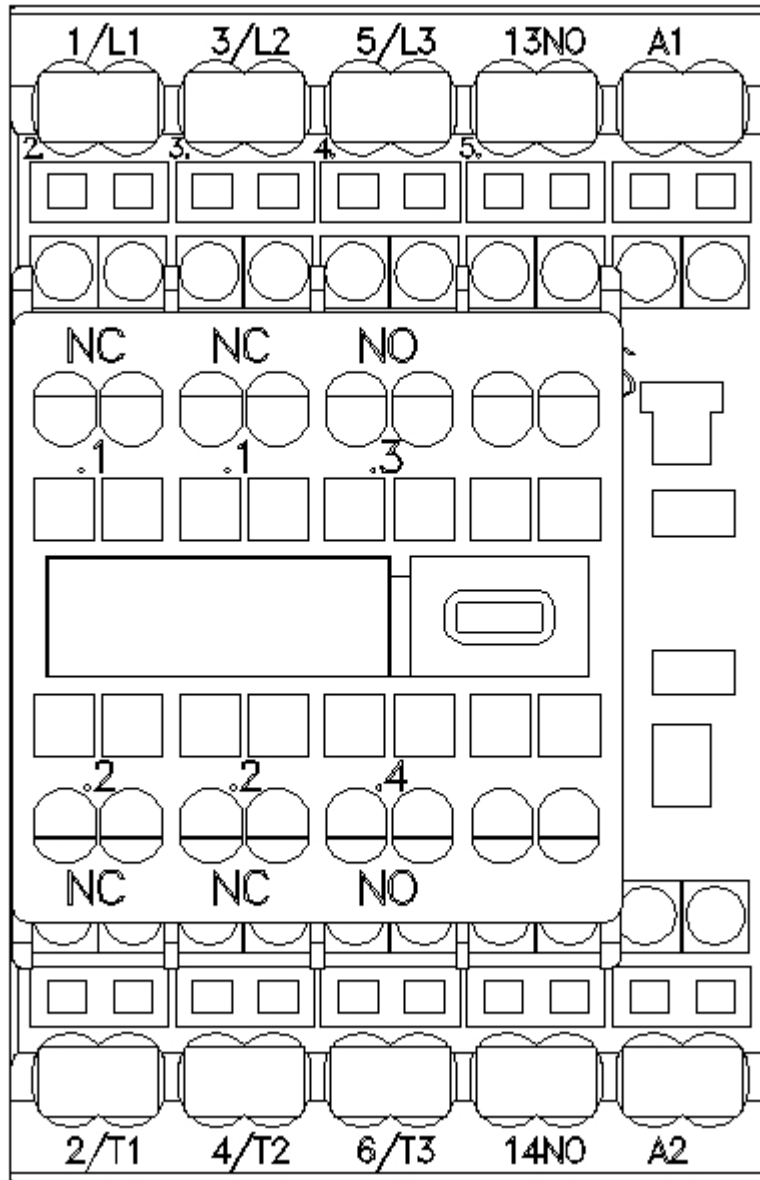 1/L1 3/L2 5/L3 13NO A1
2. 3. 4. 5.
NC NC NO
.1 .1 .3
.2 .2 .4
NC NC NO
2/T1 4/T2 6/T3 14NO A2